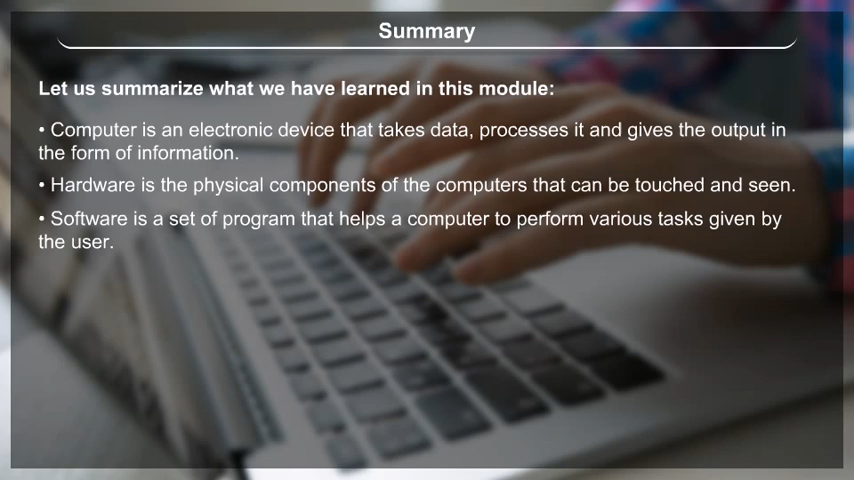 Summary
Let us summarize what we have learned in this module:
• Computer is an electronic device that takes data, processes it and gives the output in
the form of information.
• Hardware is the physical components of the computers that can be touched and seen.
• Software is a set of program that helps a computer to perform various tasks given by
the user.